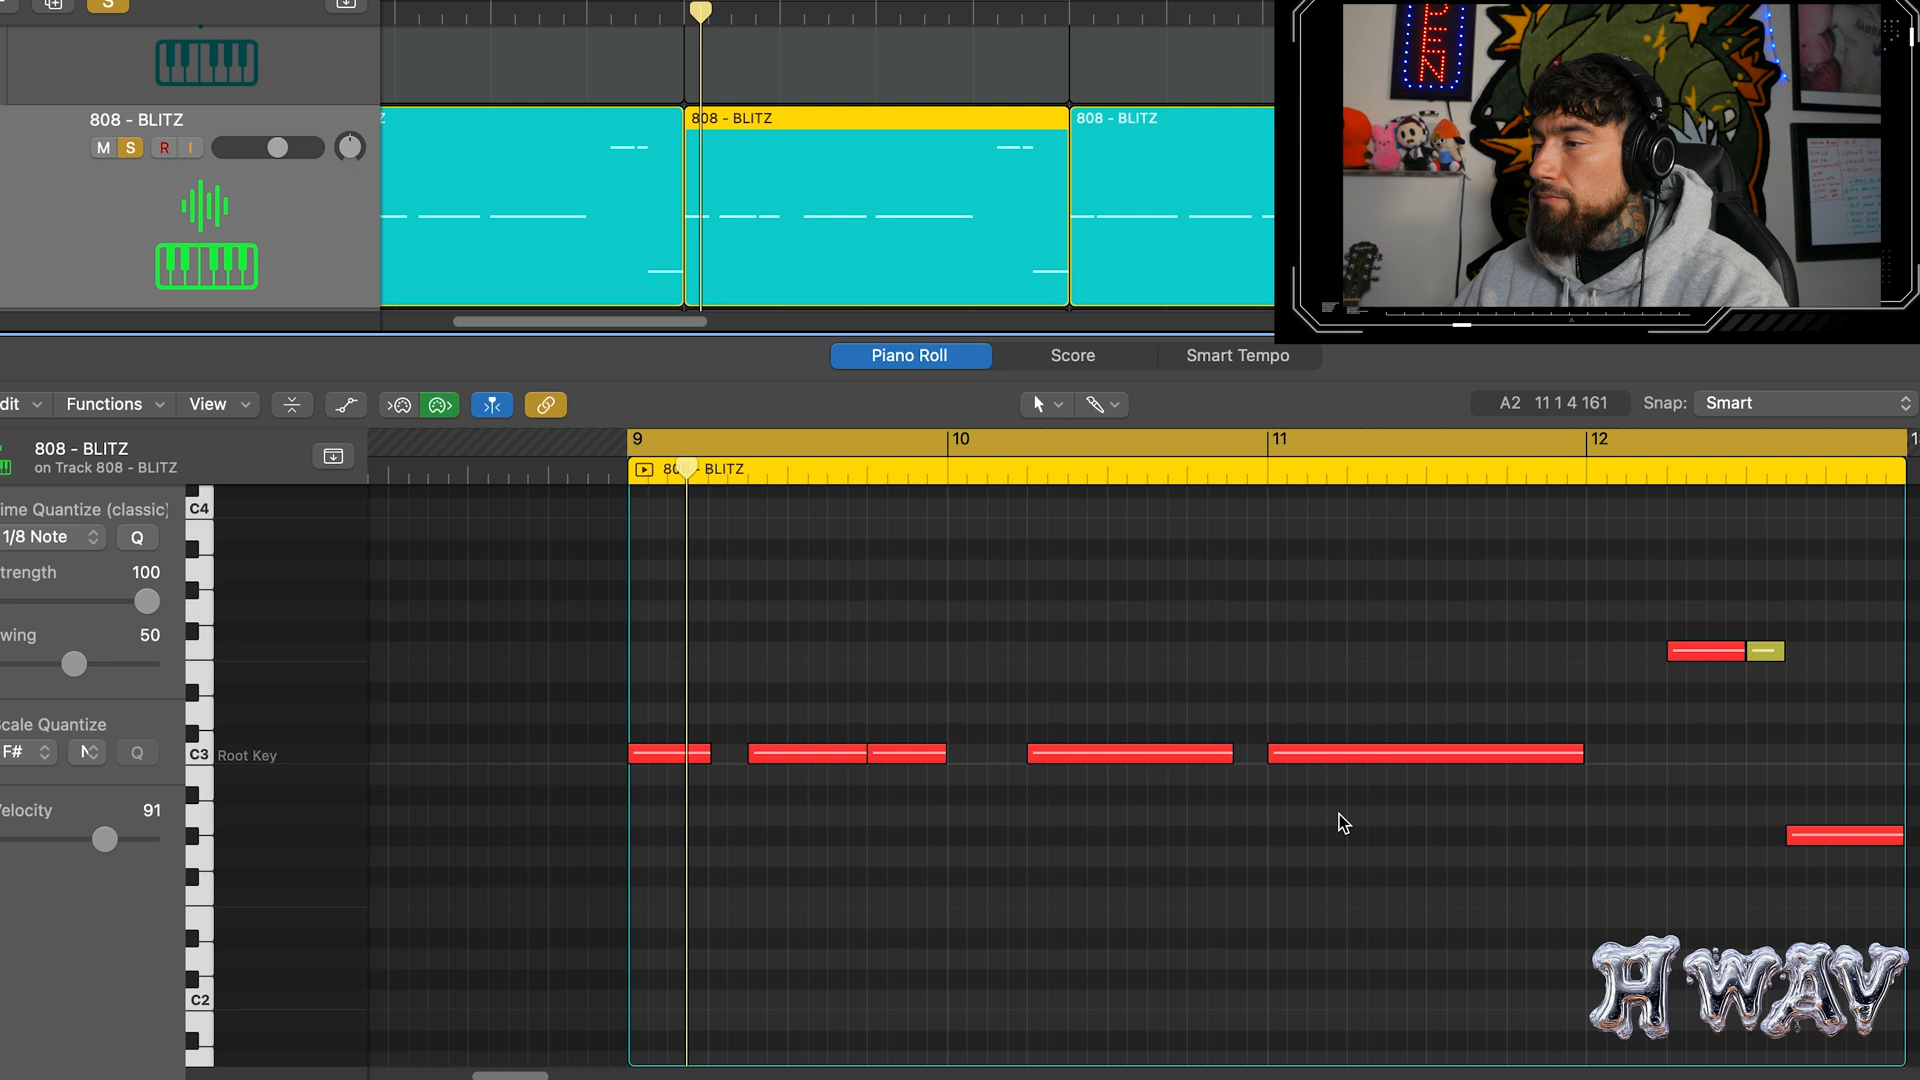 S
808 - BLITZ
M S R I
808 - BLITZ
808 - BLITZ
DEN
Piano Roll
Score
Smart Tempo
dit
Functions
View
A2 11 1 4 161
Snap: Smart
808 - BLITZ
on Track 808 - BLITZ
9
10
11
12
BLITZ
ime Quantize (classic)
1/8 Note
Q
trength 100
wing 50
cale Quantize
F#
Q
elocity 91
C4
C3
Root Key
C2
H WAV